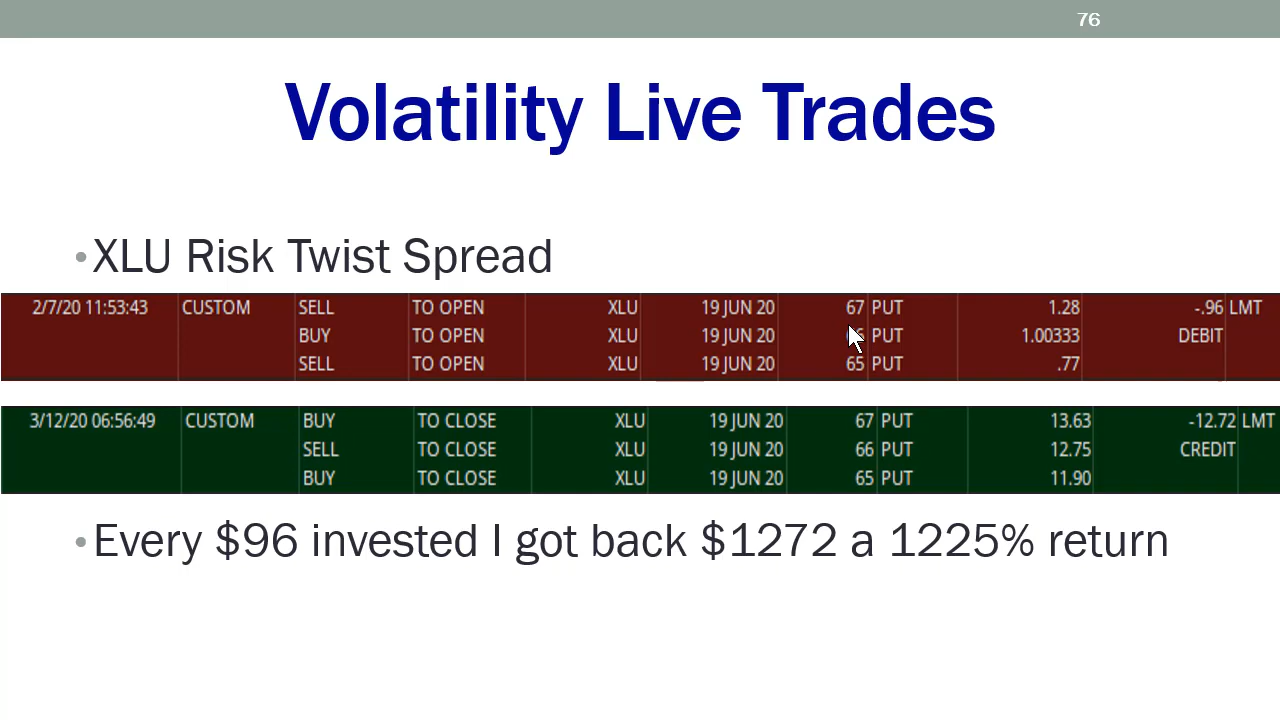 76
Volatility Live Trades
•XLU Risk Twist Spread
2/7/20 11:53:43 CUSTOM SELL TO OPEN XLU 19 JUN 20 67 PUT 1.28 -.96 LMT
BUY TO OPEN XLU 19 JUN 20 PUT 1.00333 DEBIT
SELL TO OPEN XLU 19 JUN 20 65 PUT .77
3/12/20 06:56:49 CUSTOM BUY TO CLOSE XLU 19 JUN 20 67 PUT 13.63 -12.72 LMT
SELL TO CLOSE XLU 19 JUN 20 66 PUT 12.75 CREDIT
BUY TO CLOSE XLU 19 JUN 20 65 PUT 11.90
•Every $96 invested I got back $1272 a 1225% return